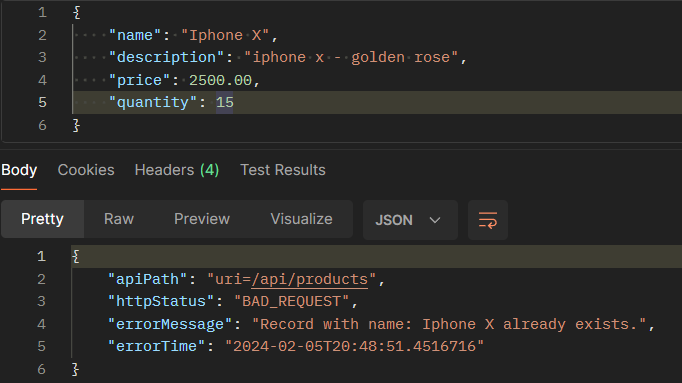 1 {
2 "name": "Iphone X",
3 "description": "iphone x - golden rose",
4 "price": 2500.00,
5 "quantity": 15
6 }
Body Cookies Headers (4) Test Results
Pretty Raw Preview Visualize JSON
1 {
2 "apiPath": "uri=/api/products",
3 "httpStatus": "BAD_REQUEST",
4 "errorMessage": "Record with name: Iphone X already exists.",
5 "errorTime": "2024-02-05T20:48:51.4516716"
6 }